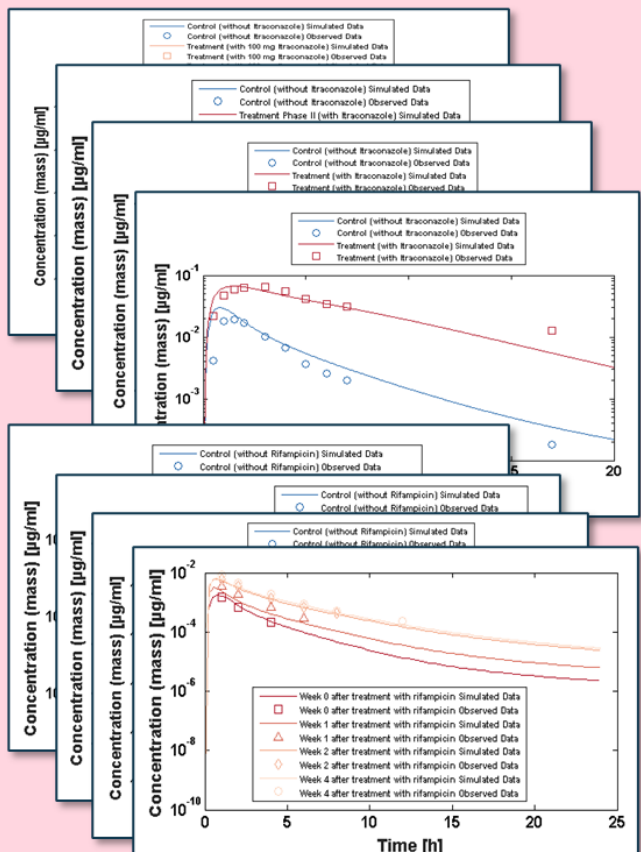 Control (without Itraconazole) Simulated Data
Control (without Itraconazole) Observed Data
Treatment (with 100 mg Itraconazole) Simulated Data
Treatment (with 100 mg Itraconazole) Observed Data
Concentration (mass) [µg/ml]
Control (without Itraconazole) Simulated Data
Control (without Itraconazole) Observed Data
Treatment Phase II (with Itraconazole) Simulated Data
Concentration (mass) [µg/ml]
Control (without Itraconazole) Simulated Data
Control (without Itraconazole) Observed Data
Treatment (with Itraconazole) Simulated Data
Treatment (with Itraconazole) Observed Data
Concentration (mass) [µg/ml]
Control (without Itraconazole) Simulated Data
Control (without Itraconazole) Observed Data
Treatment (with Itraconazole) Simulated Data
Treatment (with Itraconazole) Observed Data
Concentration (mass) [µg/ml]
10-1
10-2
10-3
20
Control (without Rifampicin) Simulated Data
Control (without Rifampicin) Observed Data
Concentration (mass) [µg/ml]
Control (without Rifampicin) Simulated Data
Control (without Rifampicin) Observed Data
Concentration (mass) [µg/ml]
Control (without Rifampicin) Simulated Data
Concentration (mass) [µg/ml]
Concentration (mass) [µg/ml]
10-2
10-4
10-6
10-8
10-10
Week 0 after treatment with rifampicin Simulated Data
Week 0 after treatment with rifampicin Observed Data
Week 1 after treatment with rifampicin Simulated Data
Week 1 after treatment with rifampicin Observed Data
Week 2 after treatment with rifampicin Simulated Data
Week 2 after treatment with rifampicin Observed Data
Week 4 after treatment with rifampicin Simulated Data
Week 4 after treatment with rifampicin Observed Data
0 5 10 15 20 25
Time [h]